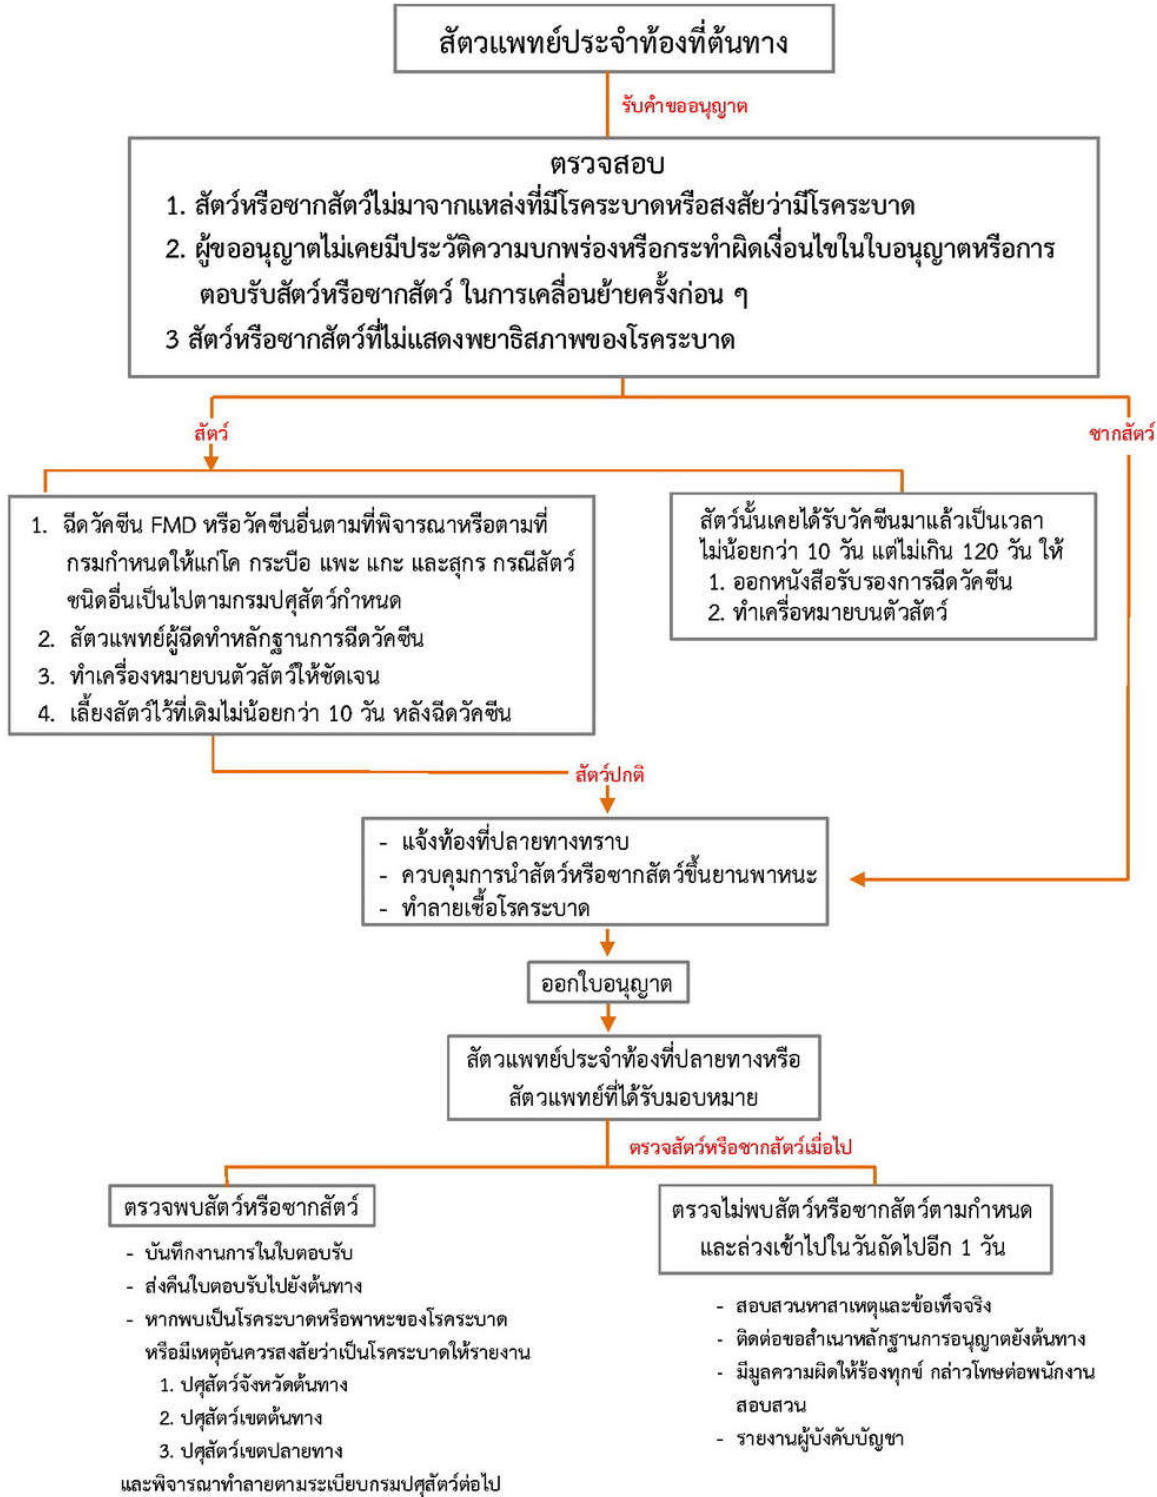 สัตวแพทย์ประจำท้องที่ต้นทาง
รับคำขออนุญาต
ตรวจสอบ
1. สัตว์หรือซากสัตว์ไม่มาจากแหล่งที่มีโรคระบาดหรือสงสัยว่ามีโรคระบาด
2. ผู้ขออนุญาตไม่เคยมีประวัติความบกพร่องหรือกระทำผิดเงื่อนไขในใบอนุญาตหรือการ
ตอบรับสัตว์หรือซากสัตว์ ในการเคลื่อนย้ายครั้งก่อน ๆ
3 สัตว์หรือซากสัตว์ที่ไม่แสดงพยาธิสภาพของโรคระบาด
สัตว์
ซากสัตว์
1. ฉีดวัคซีน FMD หรือวัคซีนอื่นตามที่พิจารณาหรือตามที่
กรมกำหนดให้แก่โค กระบือ แพะ แกะ และสุกร กรณีสัตว์
ชนิดอื่นเป็นไปตามกรมปศุสัตว์กำหนด
2. สัตวแพทย์ผู้ฉีดทำหลักฐานการฉีดวัคซีน
3. ทำเครื่องหมายบนตัวสัตว์ให้ชัดเจน
4. เลี้ยงสัตว์ไว้ที่เดิมไม่น้อยกว่า 10 วัน หลังฉีดวัคซีน
สัตว์นั้นเคยได้รับวัคซีนมาแล้วเป็นเวลา
ไม่น้อยกว่า 10 วัน แต่ไม่เกิน 120 วัน ให้
1. ออกหนังสือรับรองการฉีดวัคซีน
2. ทำเครื่อหมายบนตัวสัตว์
สัตว์ปกติ
- แจ้งท้องที่ปลายทางทราบ
- ควบคุมการนำสัตว์หรือซากสัตว์ขึ้นยานพาหนะ
- ทำลายเชื้อโรคระบาด
ออกใบอนุญาต
สัตวแพทย์ประจำท้องที่ปลายทางหรือ
สัตวแพทย์ที่ได้รับมอบหมาย
ตรวจสัตว์หรือซากสัตว์เมื่อไป
ตรวจพบสัตว์หรือซากสัตว์
- บันทึกงานการในใบตอบรับ
- ส่งคืนใบตอบรับไปยังต้นทาง
- หากพบเป็นโรคระบาดหรือพาหะของโรคระบาด
หรือมีเหตุอันควรสงสัยว่าเป็นโรคระบาดให้รายงาน
1. ปศุสัตว์จังหวัดต้นทาง
2. ปศุสัตว์เขตต้นทาง
3. ปศุสัตว์เขตปลายทาง
และพิจารณาทำลายตามระเบียบกรมปศุสัตว์ต่อไป
ตรวจไม่พบสัตว์หรือซากสัตว์ตามกำหนด
และล่วงเข้าไปในวันถัดไปอีก 1 วัน
- สอบสวนหาสาเหตุและข้อเท็จจริง
- ติดต่อขอสำเนาหลักฐานการอนุญาตยังต้นทาง
- มีมูลความผิดให้ร้องทุกข์ กล่าวโทษต่อพนักงาน
สอบสวน
- รายงานผู้บังคับบัญชา